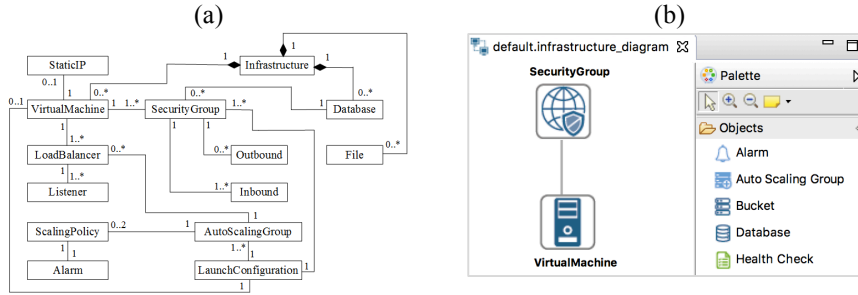 (a)
(b)
1
StaticIP
1
Infrastructure
1
0..1
1
1
0..*
0..*
0..*
0..1
VirtualMachine
1
1..*
SecurityGroup
1..*
1
Database
1
1
1
1..*
0..*
LoadBalancer
0..*
Outbound
File
0..*
1
1..*
Listener
1..*
Inbound
1
ScalingPolicy
0..2
1
AutoScalingGroup
1
1..*
1
Alarm
LaunchConfiguration
1
1
default.infrastructure_diagram
SecurityGroup
VirtualMachine
Palette
Objects
Alarm
Auto Scaling Group
Bucket
Database
Health Check